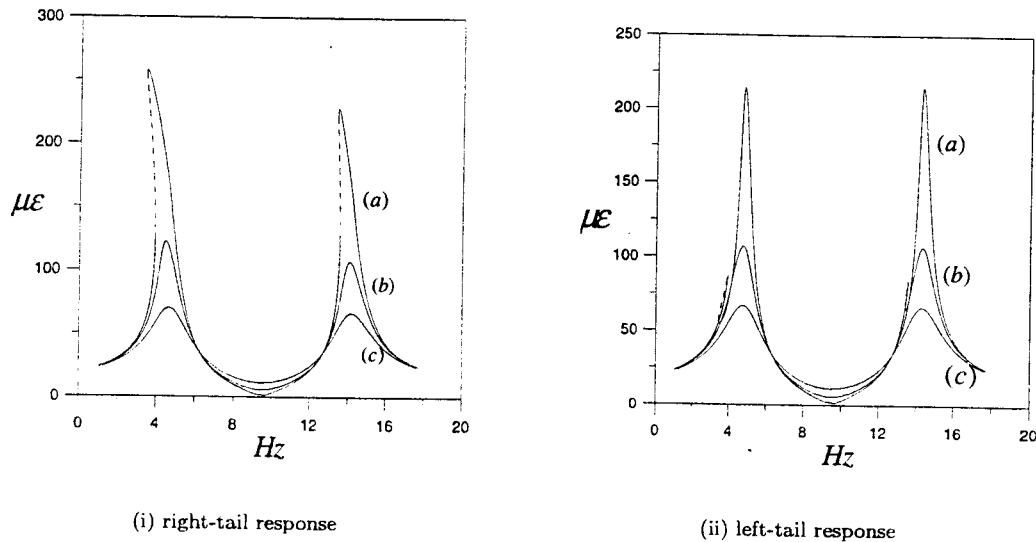 300
200
100
0
με
(a)
(b)
(c)
0 4 8 12 16 20
Hz
(i) right-tail response
250
200
150
100
50
0
με
(a)
(b)
(c)
0 4 8 12 16 20
Hz
(ii) left-tail response